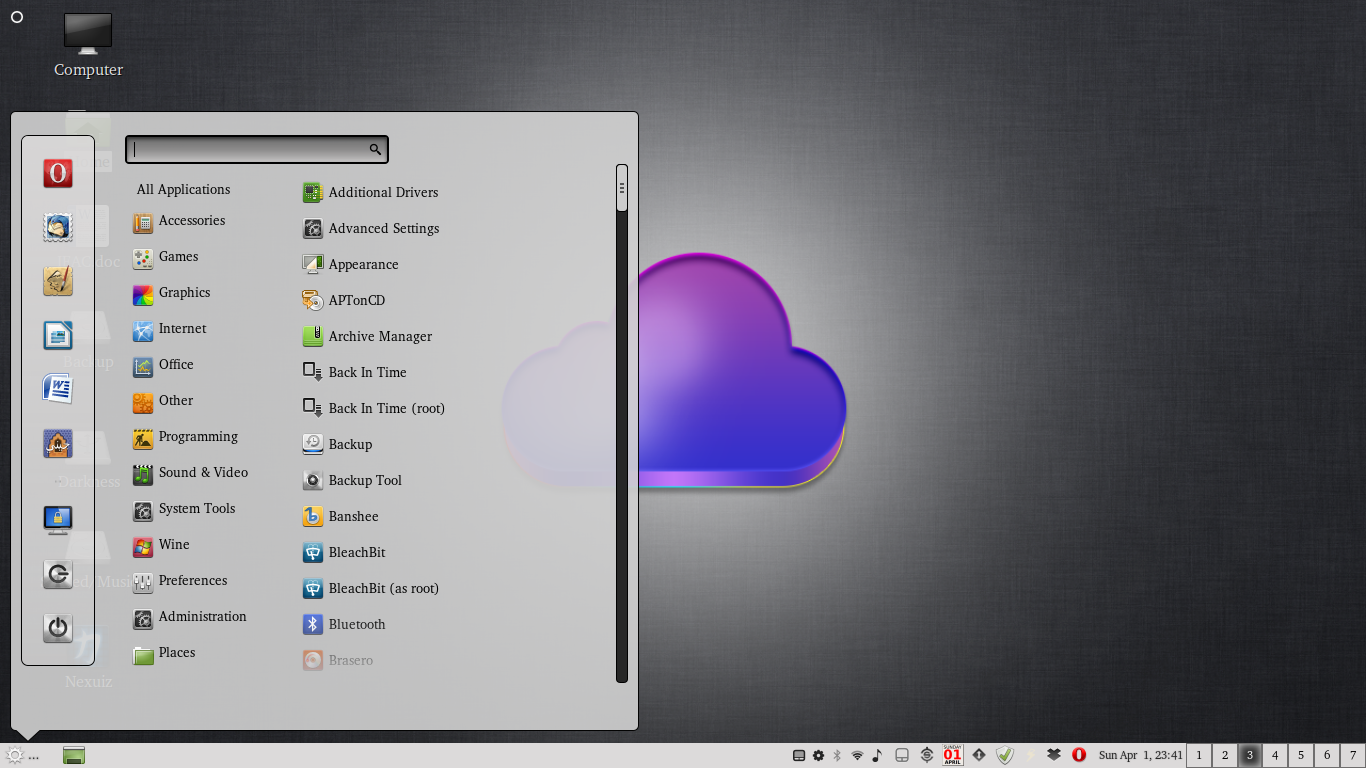 Computer
All Applications
Accessories
Games
Graphics
Internet
Office
Other
Programming
Sound & Video
System Tools
Wine
Preferences
Administration
Places
Additional Drivers
Advanced Settings
Appearance
APTonCD
Archive Manager
Back In Time
Back In Time (root)
Backup
Backup Tool
Banshee
BleachBit
BleachBit (as root)
Bluetooth
Brasero
Backup
Darkness
Nexuiz
...
SUNDAY
01
APRIL
Sun Apr 1, 23:41
1
2
3
4
5
6
7